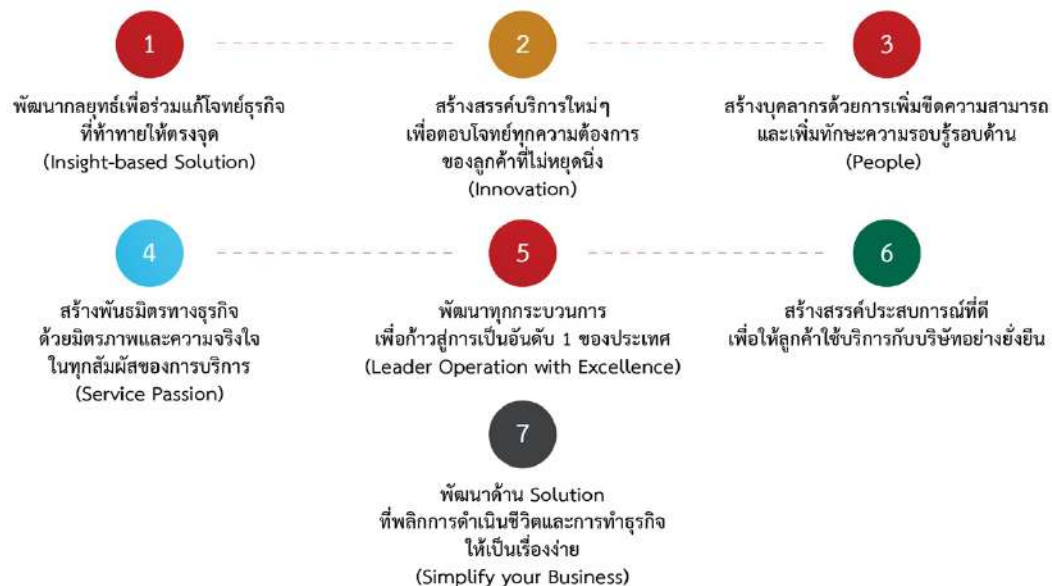 1
พัฒนากลยุทธ์เพื่อร่วมแก้โจทย์ธุรกิจ
ที่ท้าทายให้ตรงจุด
(Insight-based Solution)
2
สร้างสรรค์บริการใหม่ๆ
เพื่อตอบโจทย์ทุกความต้องการ
ของลูกค้าที่ไม่หยุดนิ่ง
(Innovation)
3
สร้างบุคลากรด้วยการเพิ่มขีดความสามารถ
และเพิ่มทักษะความรอบรู้รอบด้าน
(People)
4
สร้างพันธมิตรทางธุรกิจ
ด้วยมิตรภาพและความจริงใจ
ในทุกสัมผัสของการบริการ
(Service Passion)
5
พัฒนาทุกกระบวนการ
เพื่อก้าวสู่การเป็นอันดับ 1 ของประเทศ
(Leader Operation with Excellence)
6
สร้างสรรค์ประสบการณ์ที่ดี
เพื่อให้ลูกค้าใช้บริการกับบริษัทอย่างยั่งยืน
7
พัฒนาด้าน Solution
ที่พลิกการดำเนินชีวิตและการทำธุรกิจ
ให้เป็นเรื่องง่าย
(Simplify your Business)